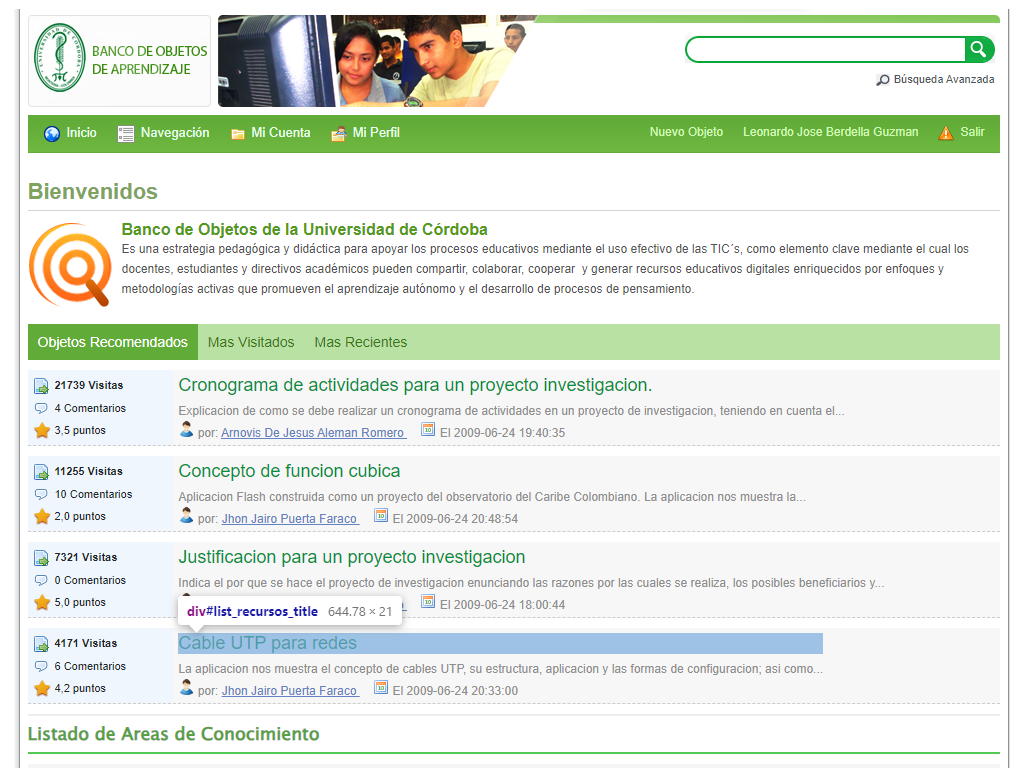 BANCO DE OBJETOS
DE APRENDIZAJE
Búsqueda Avanzada
Inicio Navegación Mi Cuenta Mi Perfil Nuevo Objeto Leonardo Jose Berdella Guzman Salir
Bienvenidos
Banco de Objetos de la Universidad de Córdoba
Es una estrategia pedagógica y didáctica para apoyar los procesos educativos mediante el uso efectivo de las TIC´s, como elemento clave mediante el cual los
docentes, estudiantes y directivos académicos pueden compartir, colaborar, cooperar y generar recursos educativos digitales enriquecidos por enfoques y
metodologías activas que promueven el aprendizaje autónomo y el desarrollo de procesos de pensamiento.
Objetos Recomendados Mas Visitados Mas Recientes
21739 Visitas
4 Comentarios
3,5 puntos
Cronograma de actividades para un proyecto investigacion.
Explicacion de como se debe realizar un cronograma de actividades en un proyecto de investigacion, teniendo en cuenta el...
por: Arnovis De Jesus Aleman Romero El 2009-06-24 19:40:35
11255 Visitas
10 Comentarios
2,0 puntos
Concepto de funcion cubica
Aplicacion Flash construida como un proyecto del observatorio del Caribe Colombiano. La aplicacion nos muestra la...
por: Jhon Jairo Puerta Faraco El 2009-06-24 20:48:54
7321 Visitas
0 Comentarios
5,0 puntos
Justificacion para un proyecto investigacion
Indica el por que se hace el proyecto de investigacion enunciando las razones por las cuales se realiza, los posibles beneficiarios y...
El 2009-06-24 18:00:44
div#list_recursos_title 644.78 × 21
4171 Visitas
6 Comentarios
4,2 puntos
Cable UTP para redes
La aplicacion nos muestra el concepto de cables UTP, su estructura, aplicacion y las formas de configuracion; asi como...
por: Jhon Jairo Puerta Faraco El 2009-06-24 20:33:00
Listado de Areas de Conocimiento